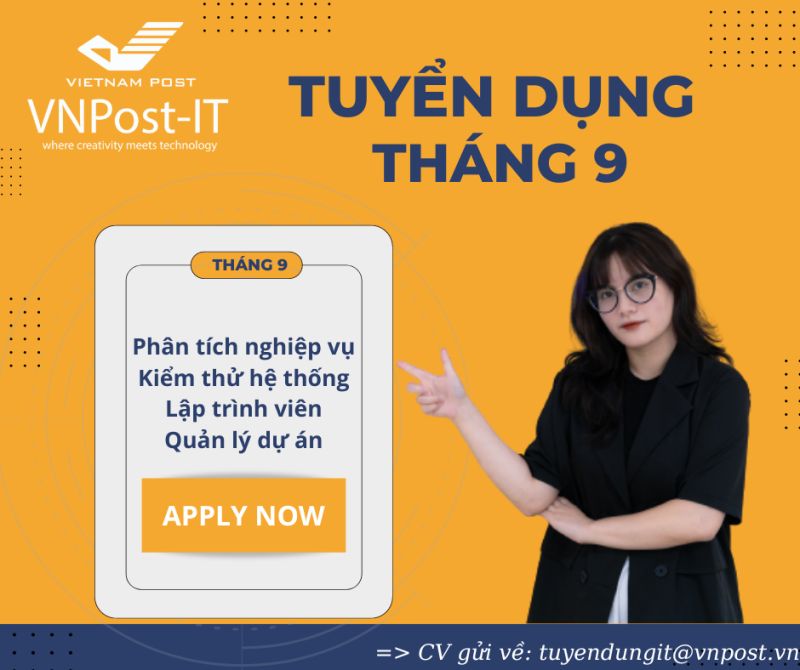 VIETNAM POST
VNPost-IT
where creativity meets technology
TUYỂN DỤNG
THÁNG 9
THÁNG 9
Phân tích nghiệp vụ
Kiểm thử hệ thống
Lập trình viên
Quản lý dự án
APPLY NOW
=> CV gửi về: tuyendungit@vnpost.vn